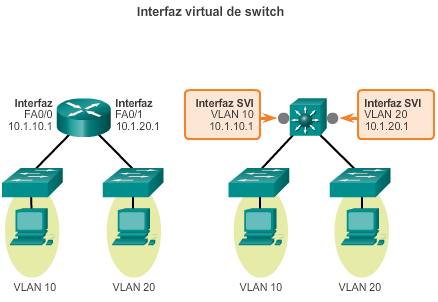 Interfaz virtual de switch
Interfaz
FA0/0
10.1.10.1
Interfaz
FA0/1
10.1.20.1
Interfaz SVI
VLAN 10
10.1.10.1
Interfaz SVI
VLAN 20
10.1.20.1
VLAN 10
VLAN 20
VLAN 10
VLAN 20